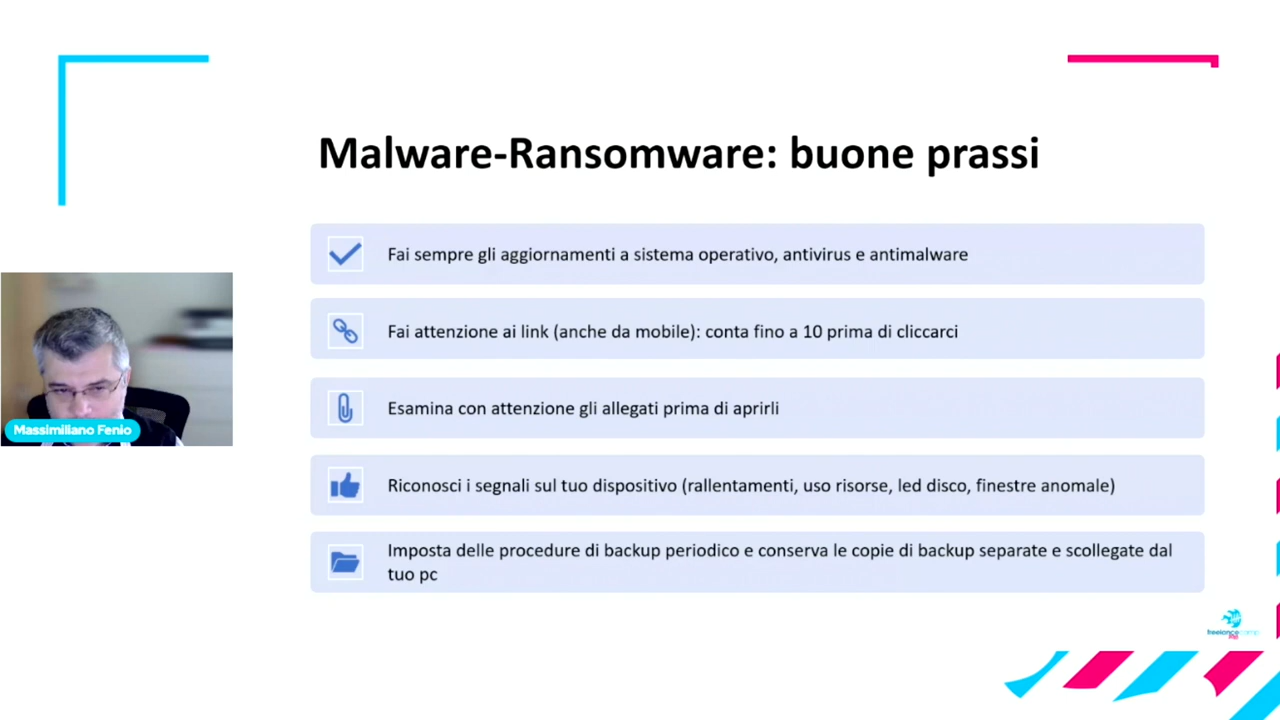 Malware-Ransomware: buone prassi
Fai sempre gli aggiornamenti a sistema operativo, antivirus e antimalware
Fai attenzione ai link (anche da mobile): conta fino a 10 prima di cliccarci
Esamina con attenzione gli allegati prima di aprirli
Riconosci i segnali sul tuo dispositivo (rallentamenti, uso risorse, led disco, finestre anomale)
Imposta delle procedure di backup periodico e conserva le copie di backup separate e scollegate dal
tuo pc
Massimiliano Fenio
freelancecamp